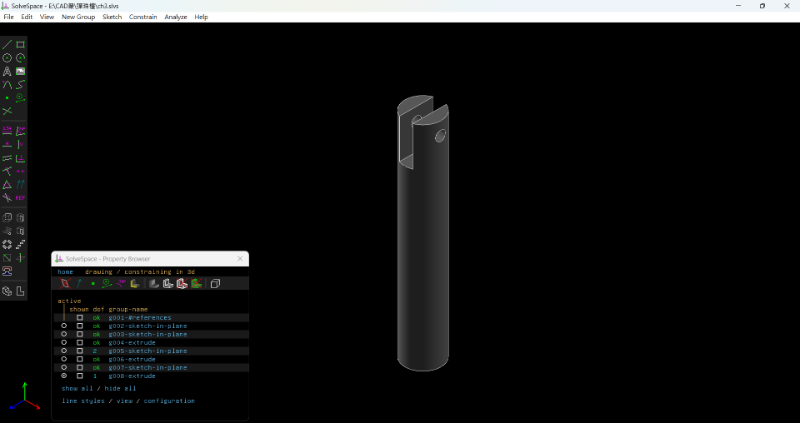 SolveSpace - E:\CAD屬\陳珠檀\ch3.slvs
File Edit View New Group Sketch Constrain Analyze Help
SolveSpace - Property Browser
home drawing / constraining in 3d
active
shown dof group-name
ok g001-#references
ok g002-sketch-in-plane
ok g003-sketch-in-plane
ok g004-extrude
2 g005-sketch-in-plane
ok g006-extrude
ok g007-sketch-in-plane
1 g008-extrude
show all / hide all
line styles / view / configuration